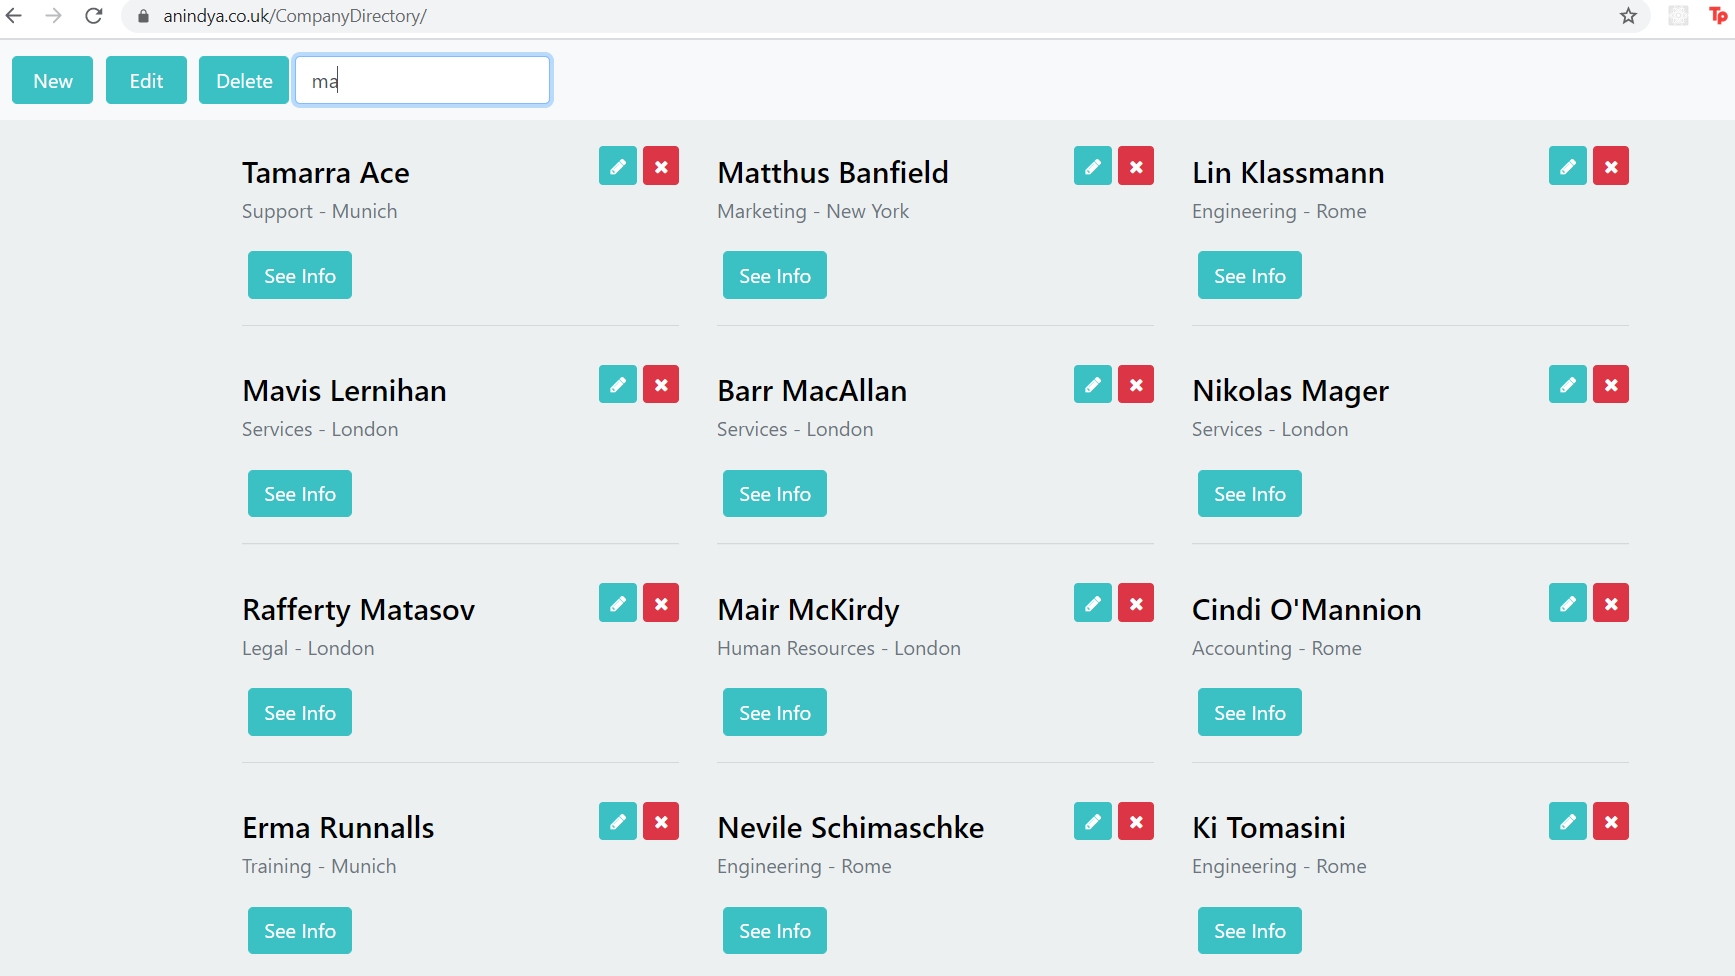 anindya.co.uk/CompanyDirectory/
Tp
New Edit Delete ma
Tamarra Ace
Support - Munich
See Info
Matthus Banfield
Marketing - New York
See Info
Lin Klassmann
Engineering - Rome
See Info
Mavis Lernihan
Services - London
See Info
Barr MacAllan
Services - London
See Info
Nikolas Mager
Services - London
See Info
Rafferty Matasov
Legal - London
See Info
Mair McKirdy
Human Resources - London
See Info
Cindi O'Mannion
Accounting - Rome
See Info
Erma Runnalls
Training - Munich
See Info
Nevile Schimaschke
Engineering - Rome
See Info
Ki Tomasini
Engineering - Rome
See Info